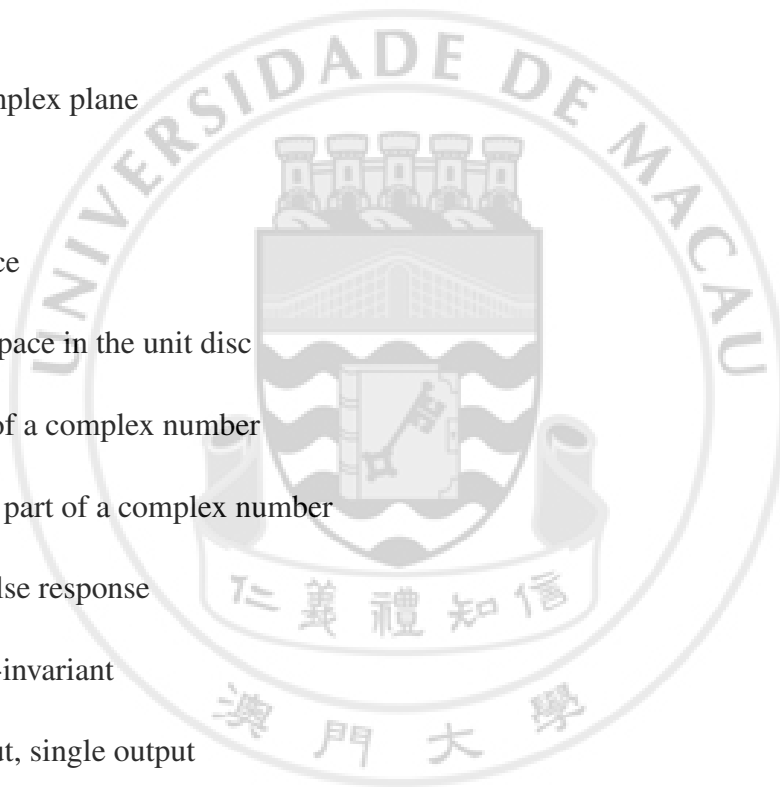 UNIVERSIDADE DE MACAU
plex plane
ce
pace in the unit disc
of a complex number
part of a complex number
lse response
-invariant
ut, single output
仁義禮知信
澳門大學